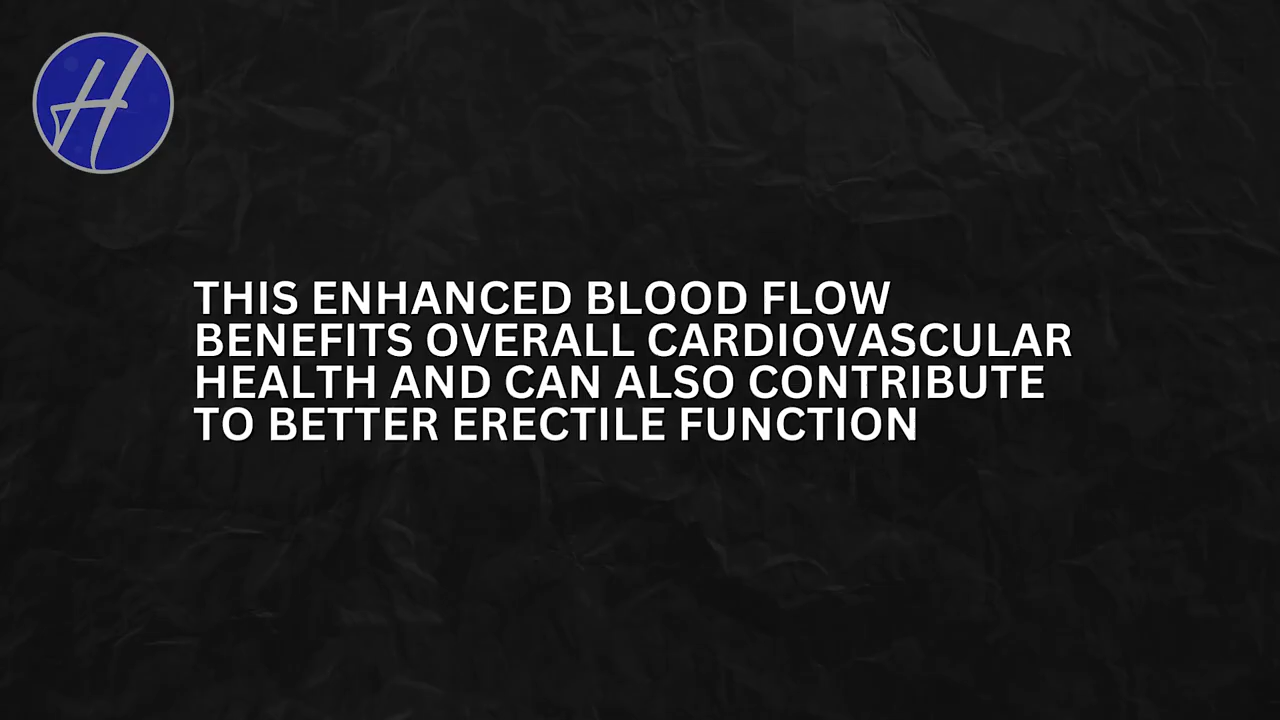 H
THIS ENHANCED BLOOD FLOW
BENEFITS OVERALL CARDIOVASCULAR
HEALTH AND CAN ALSO CONTRIBUTE
TO BETTER ERECTILE FUNCTION